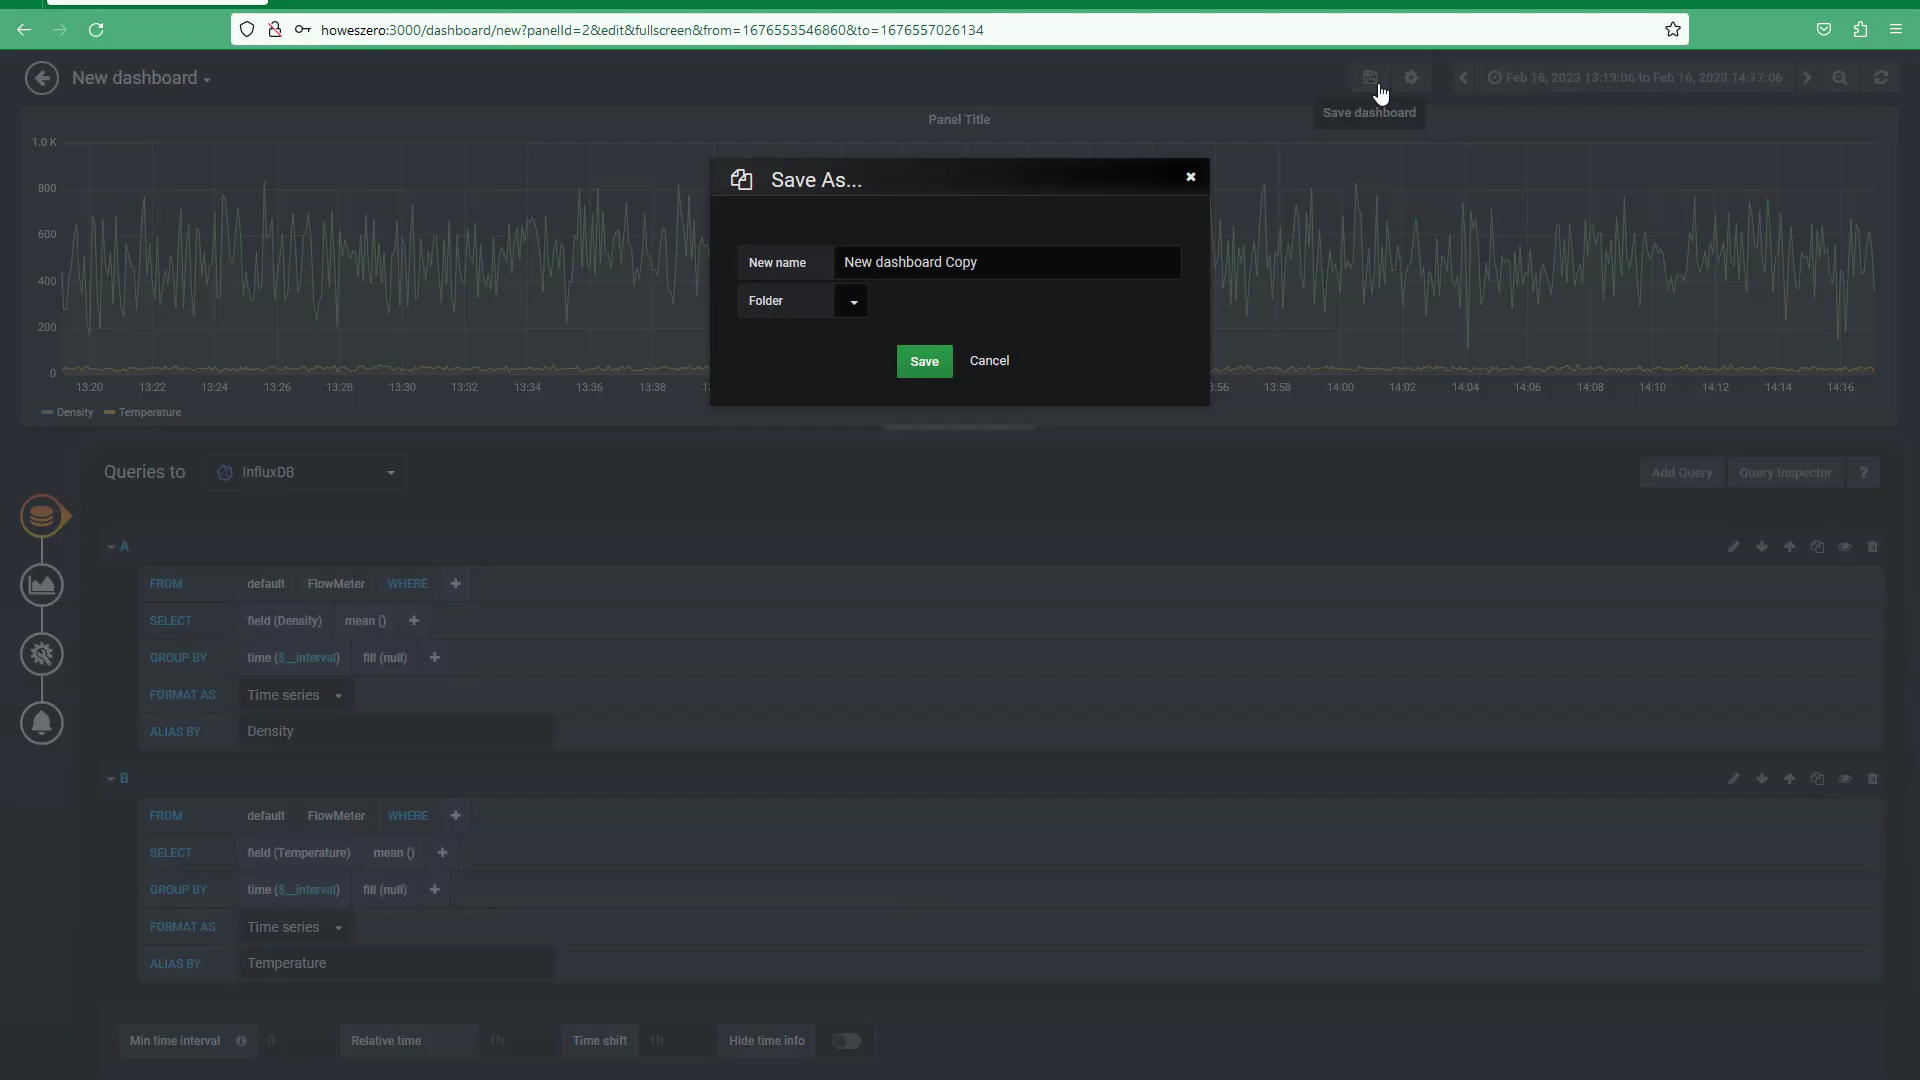 howeszero:3000/dashboard/new?panelId=2&edit&fullscreen&from=1676553546860&to=1676557026134
New dashboard
Feb 16, 2023 13:19:06 to Feb 16, 2023 14:17:06
Save dashboard
Panel Title
1.0 K
800
600
400
200
0
13:20 13:22 13:24 13:26 13:28 13:30 13:32 13:34 13:36 13:38 13:58 14:00 14:02 14:04 14:06 14:08 14:10 14:12 14:14 14:16
Density Temperature
Save As...
New name New dashboard Copy
Folder
Save Cancel
Queries to InfluxDB
Add Query Query Inspector ?
A
FROM default FlowMeter WHERE +
SELECT field (Density) mean () +
GROUP BY time ($__interval) fill (null) +
FORMAT AS Time series
ALIAS BY Density
B
FROM default FlowMeter WHERE +
SELECT field (Temperature) mean () +
GROUP BY time ($__interval) fill (null) +
FORMAT AS Time series
ALIAS BY Temperature
Min time interval 0 Relative time 1h Time shift 1h Hide time info